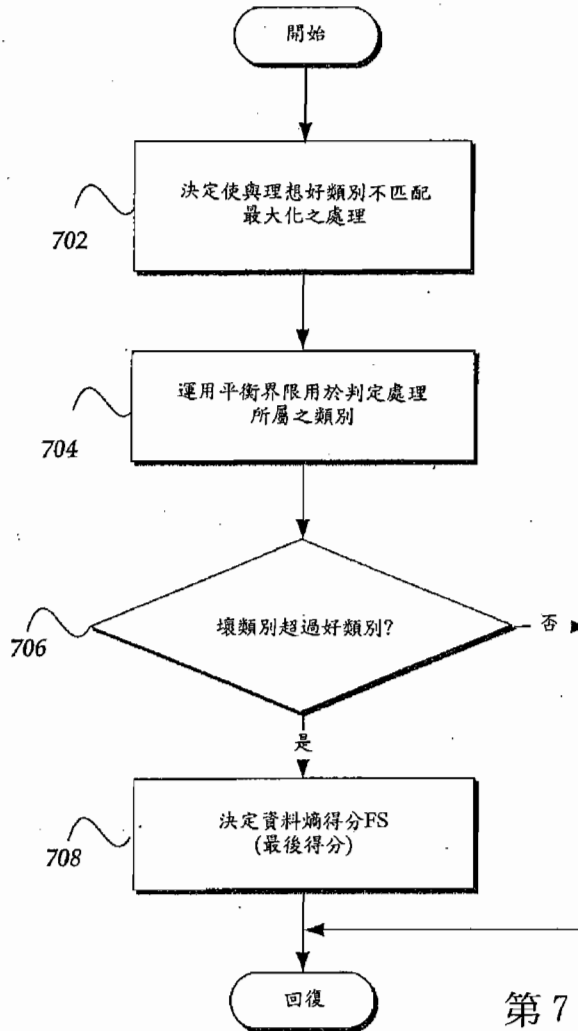 開始
決定使與理想好類別不匹配
最大化之處理
702
運用平衡界限用於判定處理
所屬之類別
704
壞類別超過好類別?
706
否
是
決定資料熵得分FS
(最後得分)
708
回復
第7